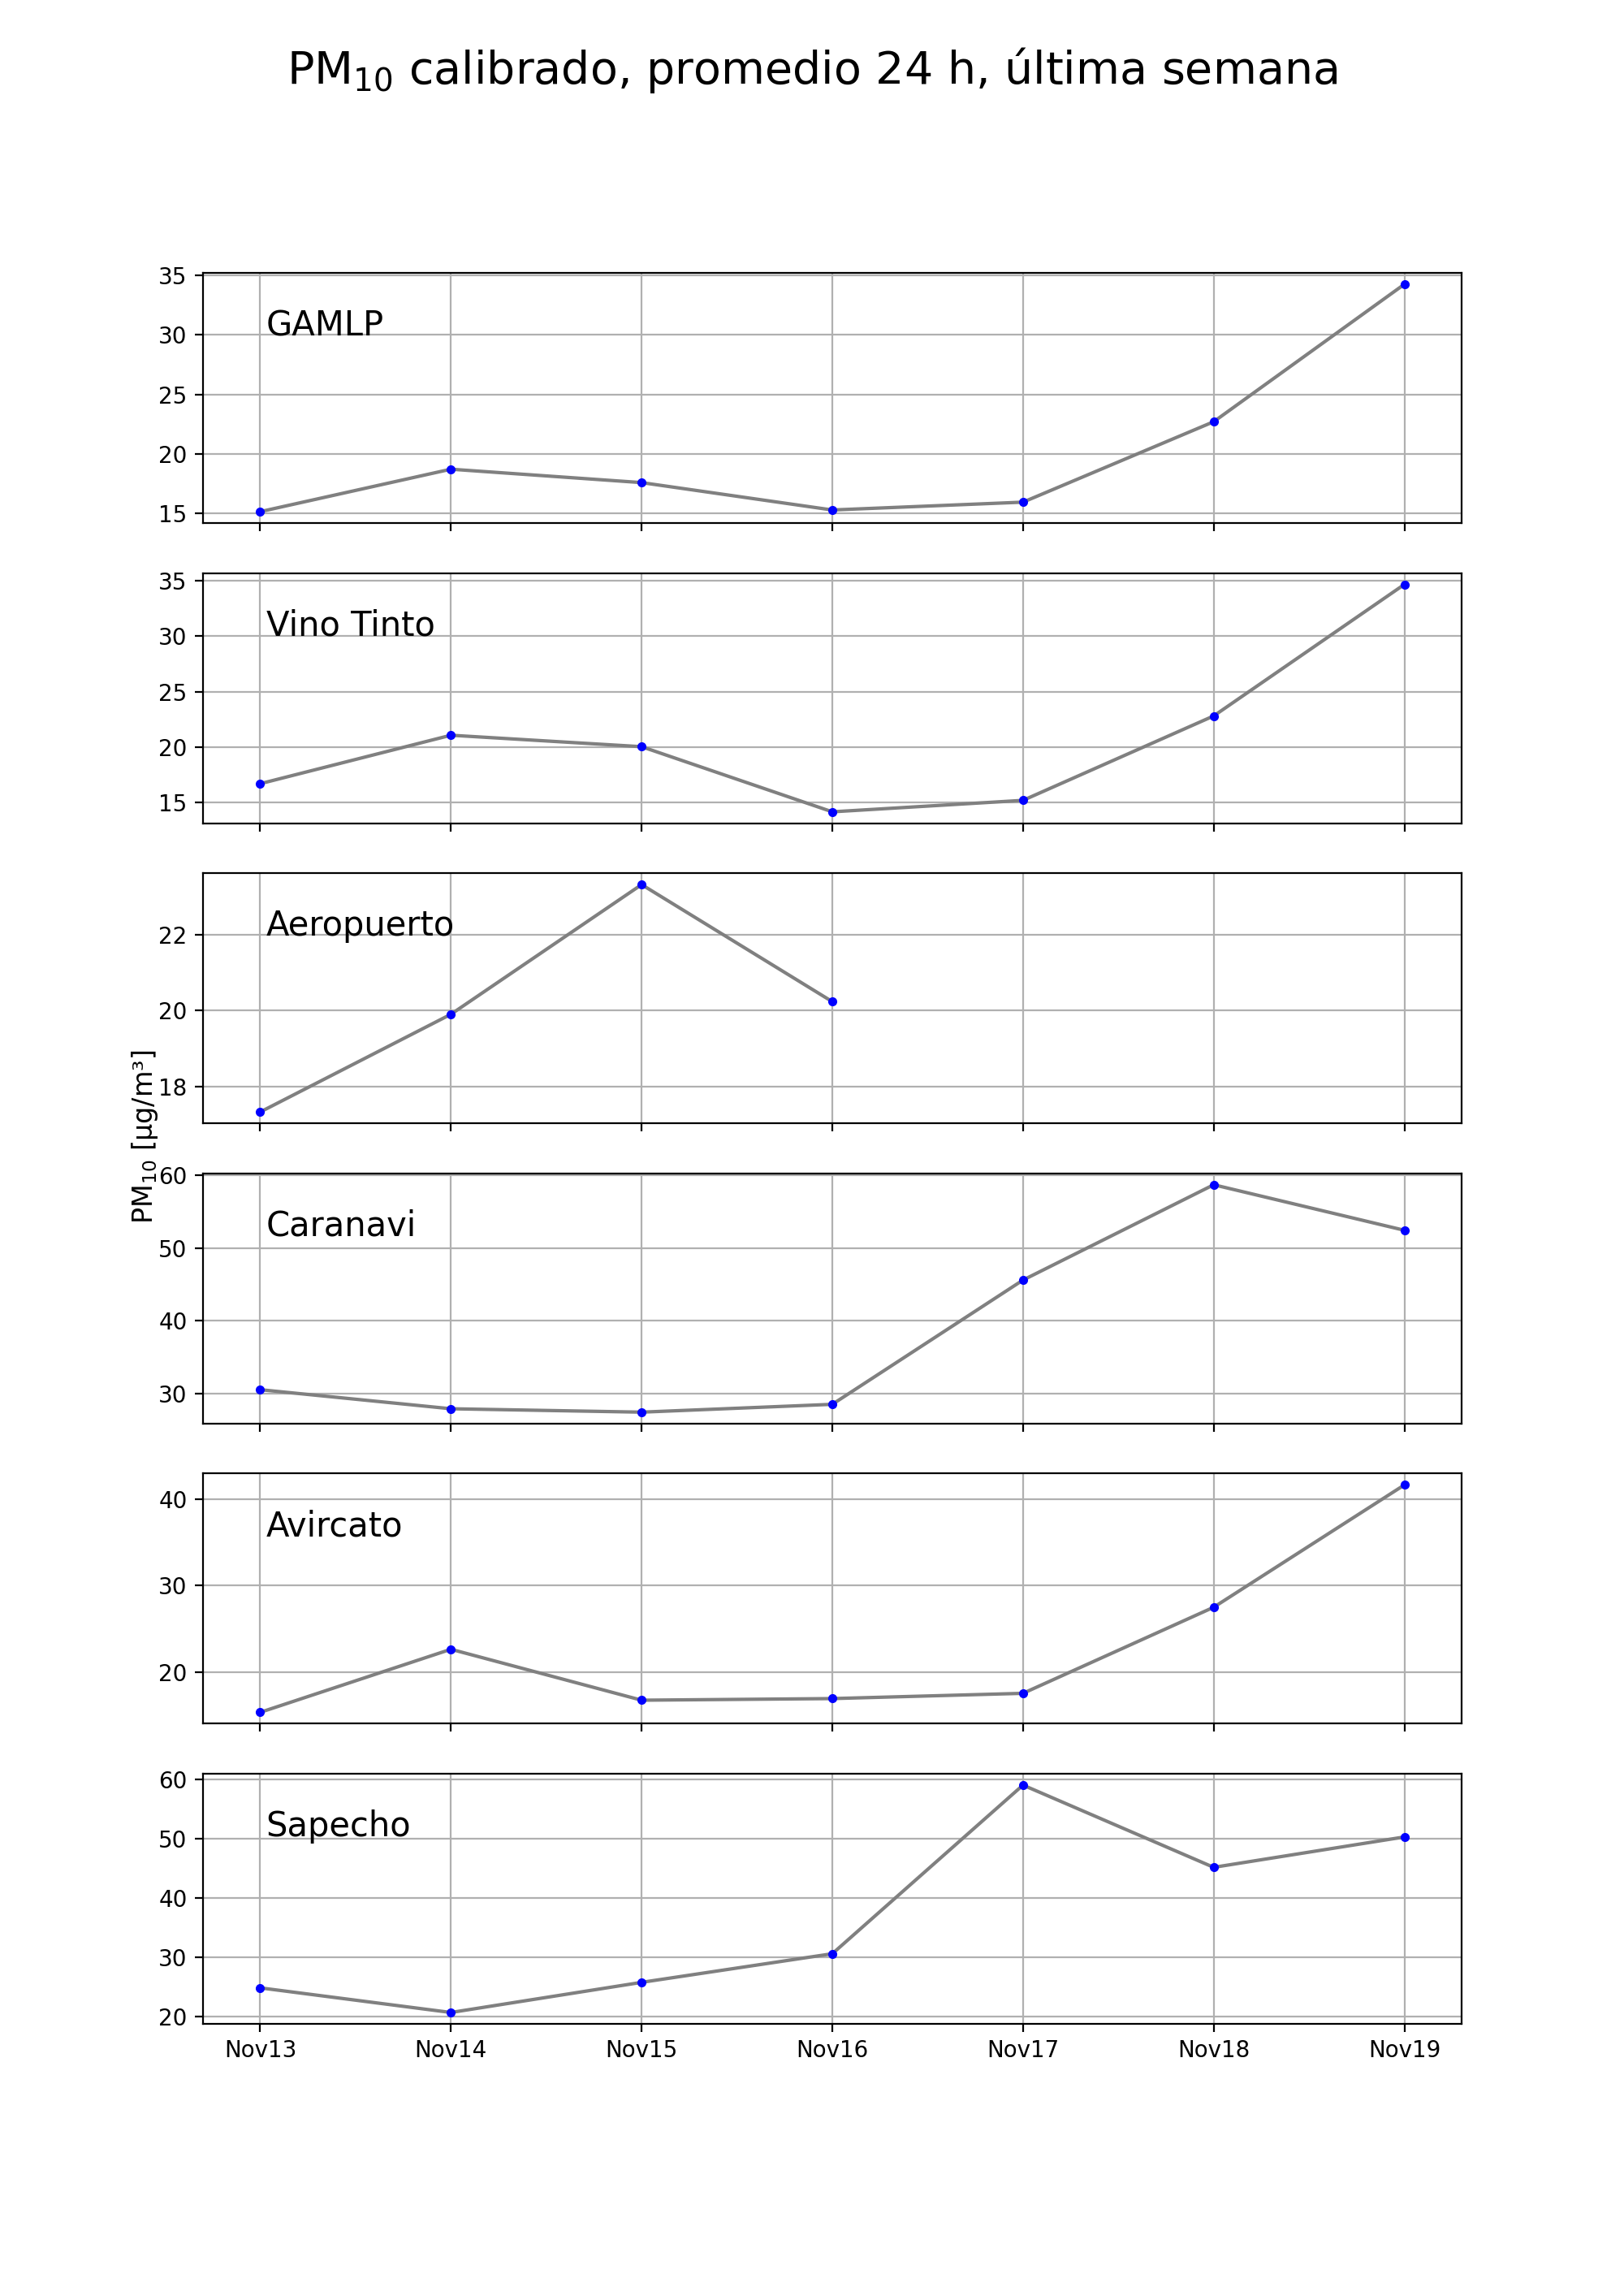 PM₁₀ calibrado, promedio 24 h, última semana
PM₁₀ [µg/m³]
35
30
25
20
15
GAMLP
35
30
25
20
15
Vino Tinto
22
20
18
Aeropuerto
60
50
40
30
Caranavi
40
30
20
Avircato
60
50
40
30
20
Sapecho
Nov13 Nov14 Nov15 Nov16 Nov17 Nov18 Nov19